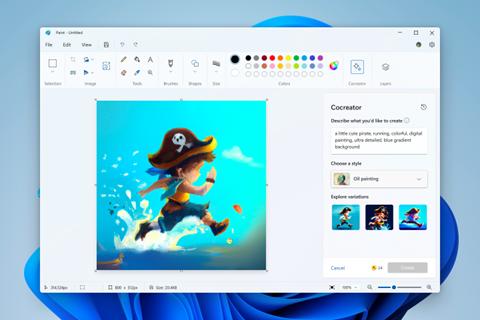 Paint - Untitled
File Edit View
Selection Image Tools Brushes Shapes Size Colors Cocreator Layers
Cocreator
Describe what you'd like to create
a little cute pirate, running, colorful, digital
painting, ultra detailed, blue gradient
background
Choose a style
Oil painting
Explore variations
Cancel 24 Create
800 x 512px Size: 20.4KB 100%